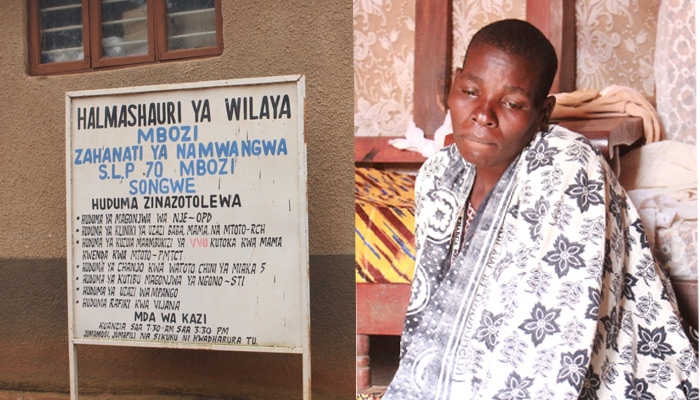 HALMASHAURI YA WILAYA
MBOZI
ZAHANATI YA NAMWANGWA
S.L.P 70 MBOZI
SONGWE
HUDUMA ZINAZOTOLEWA
• HUDUMA YA MAGONJWA WA NJE-OPD
• HUDUMA YA KLINIKI YA UZAZI BABA, MAMA NA MTOTO-RCH
• HUDUMA YA KUZUIA MAAMBUKIZI YA VVU KUTOKA KWA MAMA
KWENDA KWA MTOTO-PMTCT
• HUDUMA YA CHANJO KWA WATOTO CHINI YA MIAKA 5
• HUDUMA YA KUTIBU MAGONJWA YA NGONO-STI
• HUDUMA YA UZAZI WA MPANGO
• HUDUMA RAFIKI KWA VIJANA
MDA WA KAZI
KUANZIA SAA 7:30-AM SAA 3:30 PM
JUMAMOSI, JUMAPILI NA SIKUKU NI KWADHARURA TU.